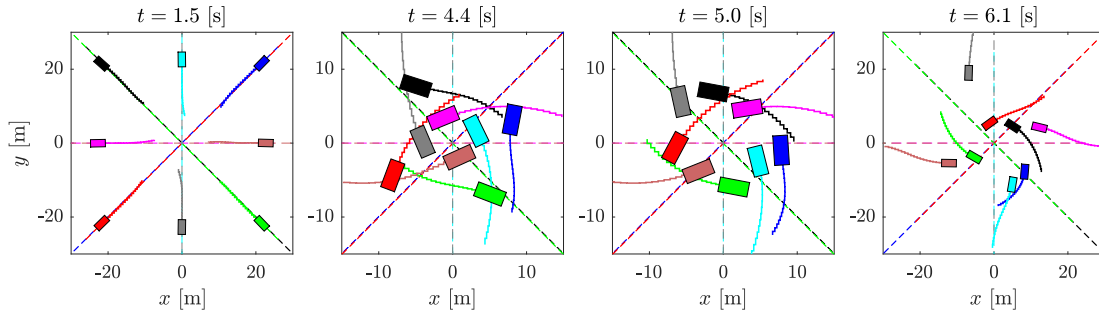 t = 1.5 [s]
t = 4.4 [s]
t = 5.0 [s]
t = 6.1 [s]
y [m]
20
0
-20
10
0
-10
10
0
-10
20
0
-20
-20 0 20
-10 0 10
-10 0 10
-20 0 20
x [m]
x [m]
x [m]
x [m]